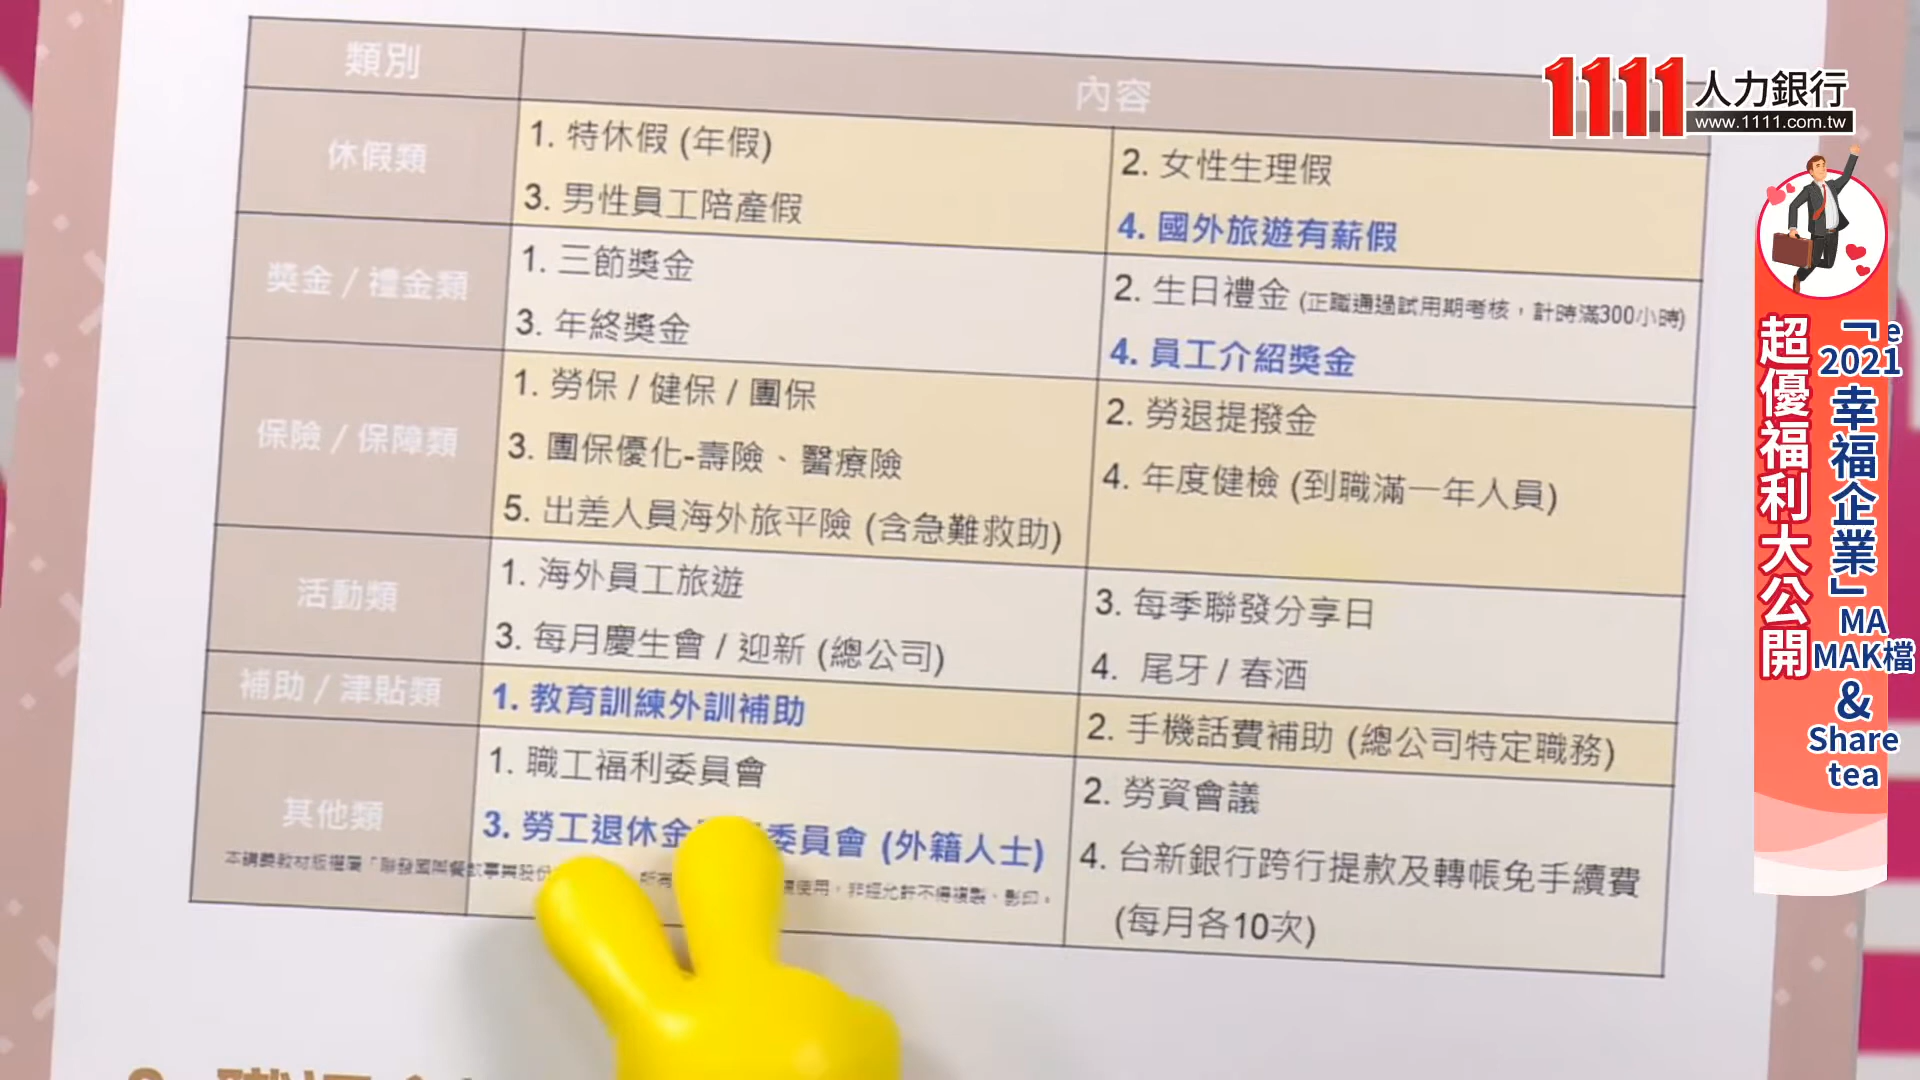 類別
內容
休假類
1. 特休假 (年假)
2. 女性生理假
3. 男性員工陪產假
4. 國外旅遊有薪假
獎金 / 禮金類
1. 三節獎金
2. 生日禮金 (正職通過試用期考核，計時滿300小時)
3. 年終獎金
4. 員工介紹獎金
保險 / 保障類
1. 勞保 / 健保 / 團保
2. 勞退提撥金
3. 團保優化-壽險、醫療險
4. 年度健檢 (到職滿一年人員)
5. 出差人員海外旅平險 (含急難救助)
活動類
1. 海外員工旅遊
3. 每季聯發分享日
3. 每月慶生會 / 迎新 (總公司)
4. 尾牙 / 春酒
補助 / 津貼類
1. 教育訓練外訓補助
2. 手機話費補助 (總公司特定職務)
其他類
1. 職工福利委員會
2. 勞資會議
3. 勞工退休金 委員會 (外籍人士)
4. 台新銀行跨行提款及轉帳免手續費
(每月各10次)
使用，非經允許不得複製、影印。
1111人力銀行
www.1111.com.tw
「e
2021幸福企業」MA
MAK檔
&
Share
tea
超優福利大公開